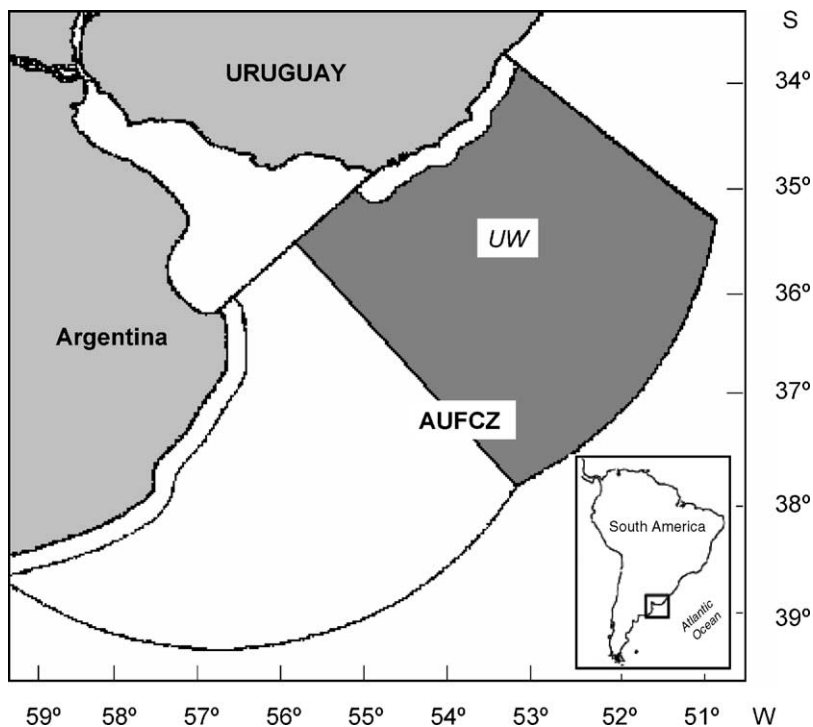 S
URUGUAY
34º
35º
UW
36º
Argentina
37º
AUFCZ
38º
South America
Atlantic
Ocean
39º
59º 58º 57º 56º 55º 54º 53º 52º 51º W